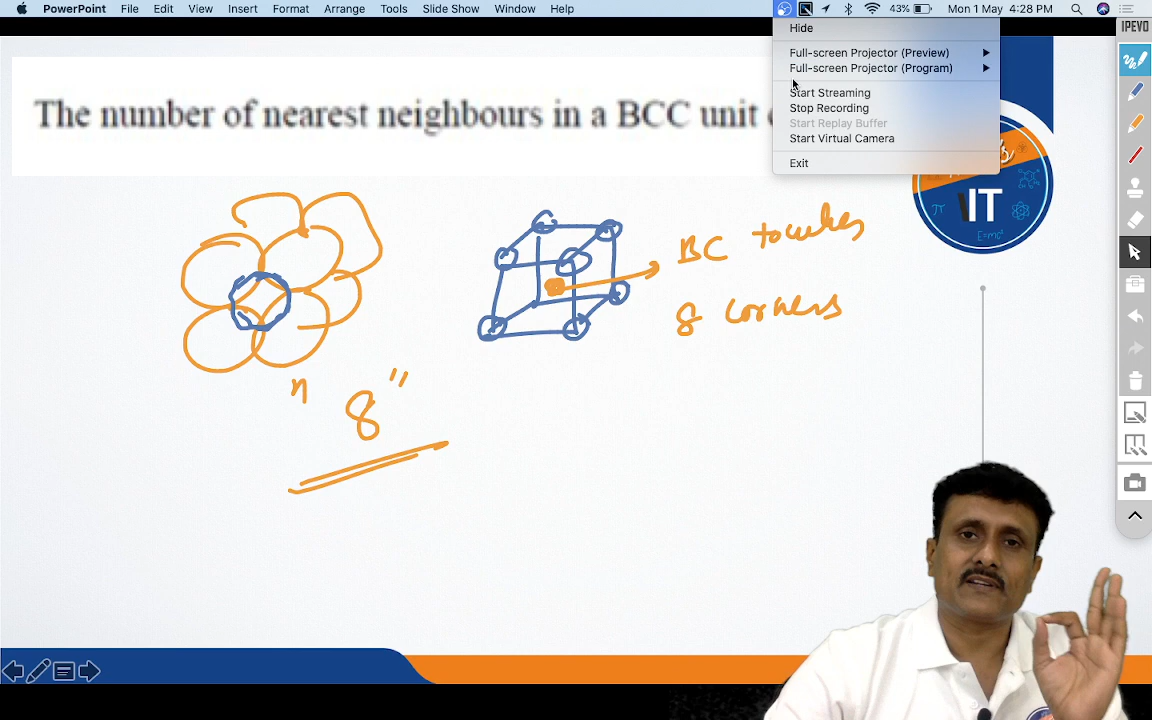 PowerPoint File Edit View Insert Format Arrange Tools Slide Show Window Help 43% Mon 1 May 4:28 PM
IPEVO
Hide
Full-screen Projector (Preview)
Full-screen Projector (Program)
Start Streaming
Stop Recording
Start Replay Buffer
Start Virtual Camera
Exit
The number of nearest neighbours in a BCC unit
IIT
π
E=mc²
BC touches
8 corners
" 8 "